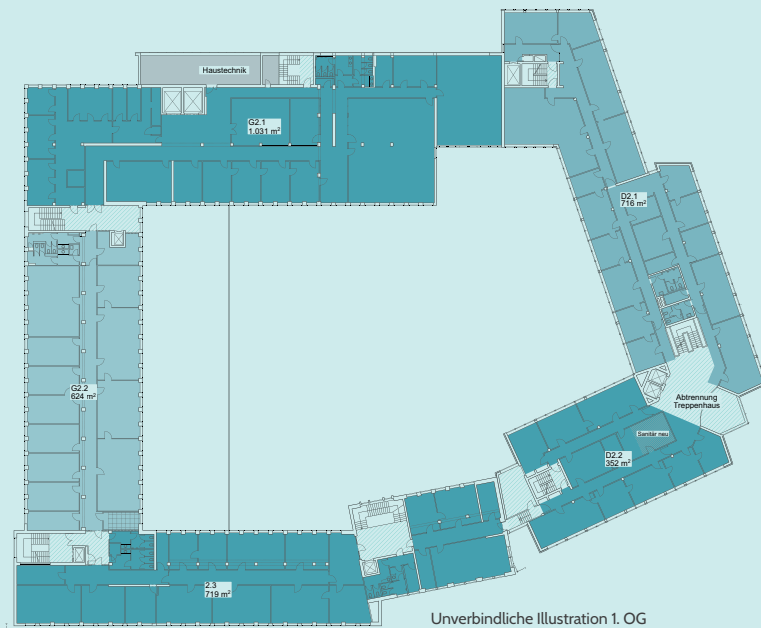 Haustechnik
G2.1
1.031 m²
D2.1
716 m²
G2.2
624 m²
Abtrennung
Treppenhaus
Sanitär neu
D2.2
352 m²
2.3
719 m²
Unverbindliche Illustration 1. OG